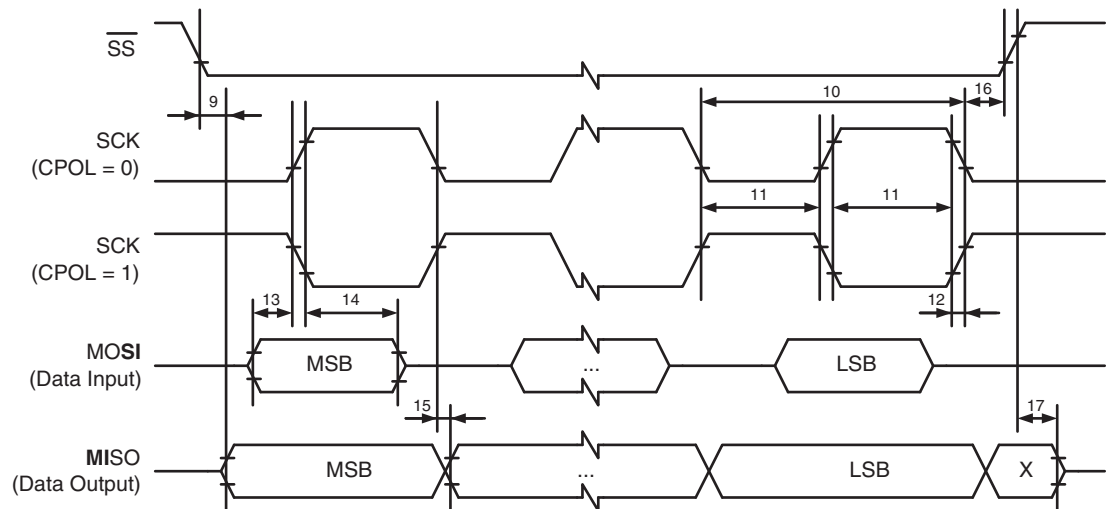 SS
9
10
16
SCK
(CPOL = 0)
11
11
SCK
(CPOL = 1)
13
14
12
MOSI
(Data Input)
MSB
...
LSB
15
17
MISO
(Data Output)
MSB
...
LSB
X